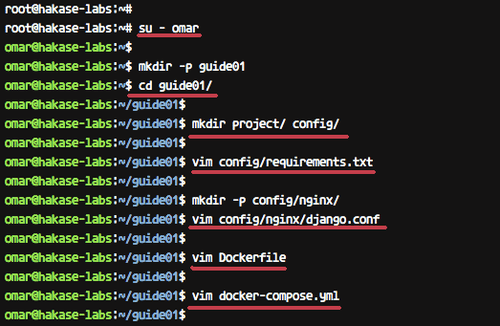 root@hakase-labs:~#
root@hakase-labs:~# su - omar
omar@hakase-labs:~$
omar@hakase-labs:~$ mkdir -p guide01
omar@hakase-labs:~$ cd guide01/
omar@hakase-labs:~/guide01$
omar@hakase-labs:~/guide01$ mkdir project/ config/
omar@hakase-labs:~/guide01$
omar@hakase-labs:~/guide01$ vim config/requirements.txt
omar@hakase-labs:~/guide01$
omar@hakase-labs:~/guide01$ mkdir -p config/nginx/
omar@hakase-labs:~/guide01$ vim config/nginx/django.conf
omar@hakase-labs:~/guide01$
omar@hakase-labs:~/guide01$ vim Dockerfile
omar@hakase-labs:~/guide01$
omar@hakase-labs:~/guide01$ vim docker-compose.yml
omar@hakase-labs:~/guide01$